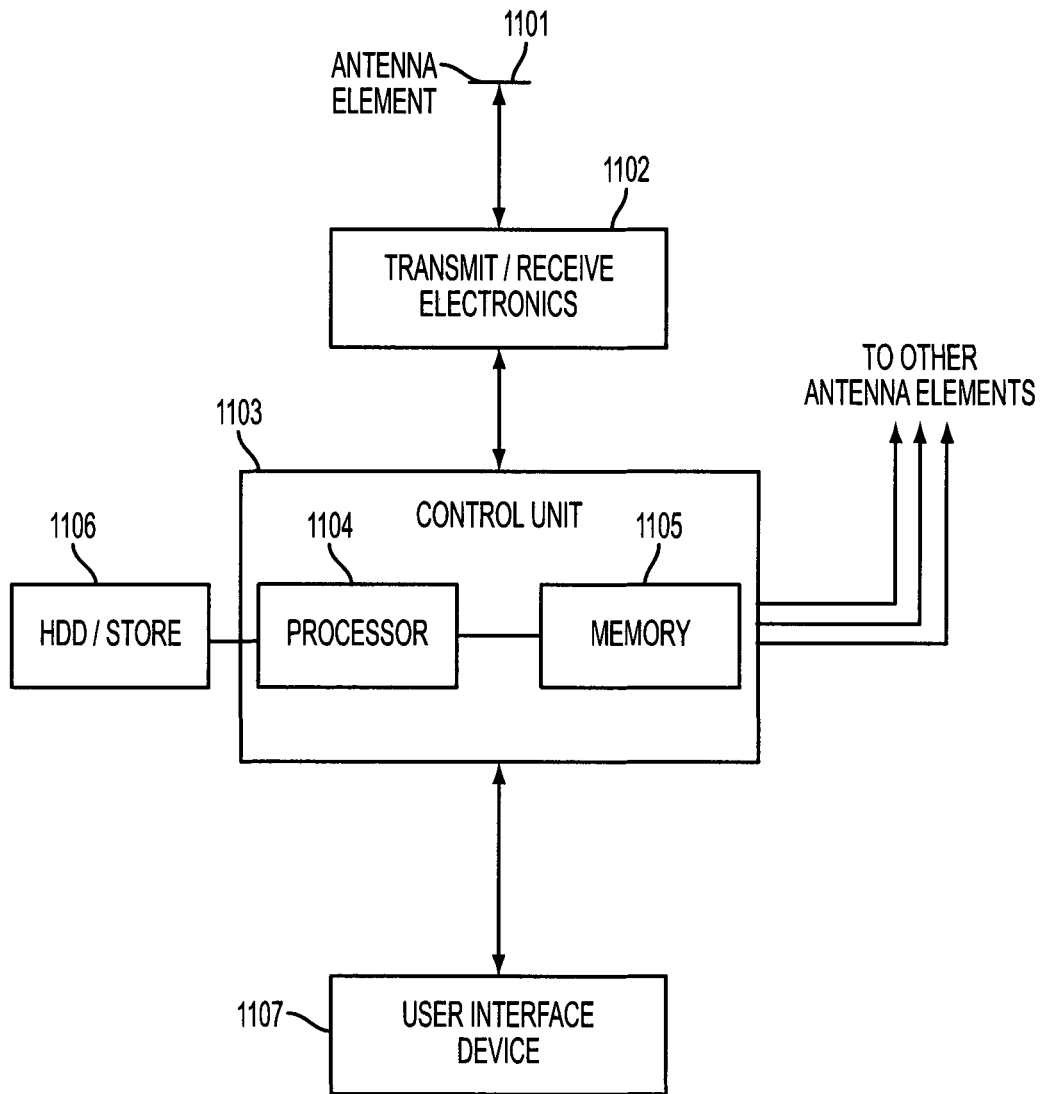 1101
ANTENNA
ELEMENT
1102
TRANSMIT / RECEIVE
ELECTRONICS
TO OTHER
ANTENNA ELEMENTS
1103
CONTROL UNIT
1106
1104
1105
HDD / STORE
PROCESSOR
MEMORY
1107
USER INTERFACE
DEVICE